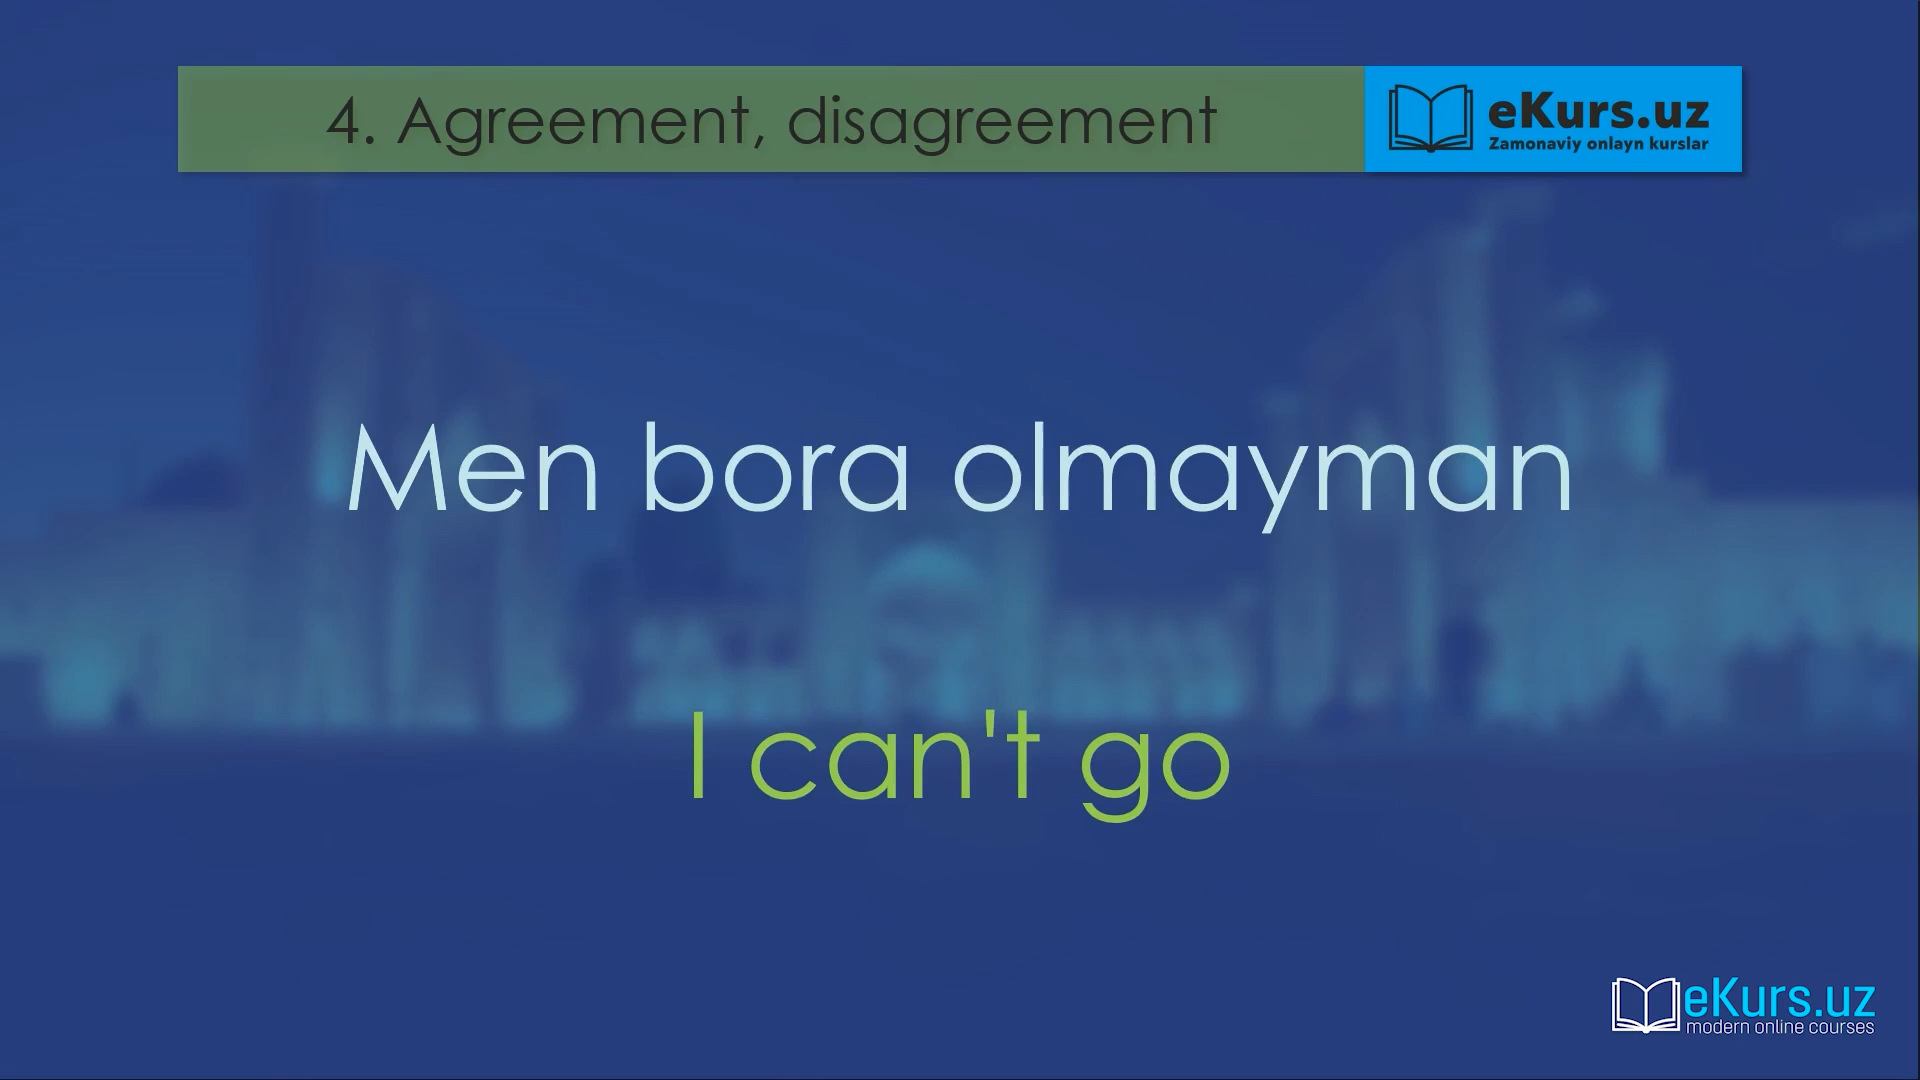 4. Agreement, disagreement
eKurs.uz
Zamonaviy onlayn kurslar
Men bora olmayman
I can't go
eKurs.uz
modern online courses